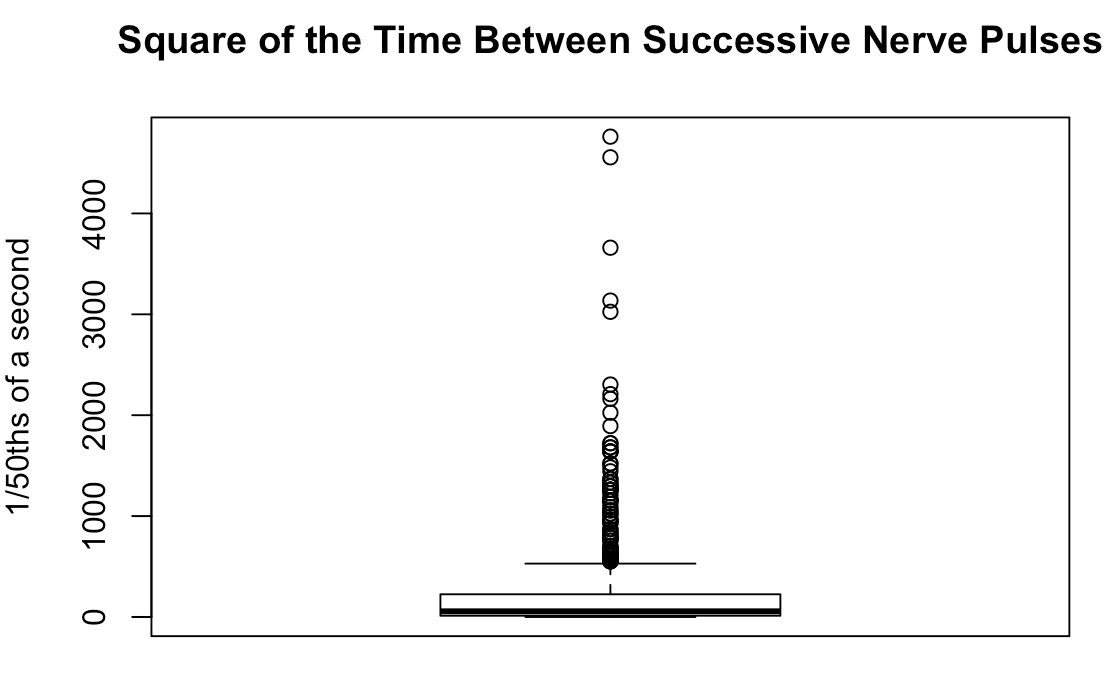 Square of the Time Between Successive Nerve Pulses
1/50ths of a second
4000
3000
2000
1000
0